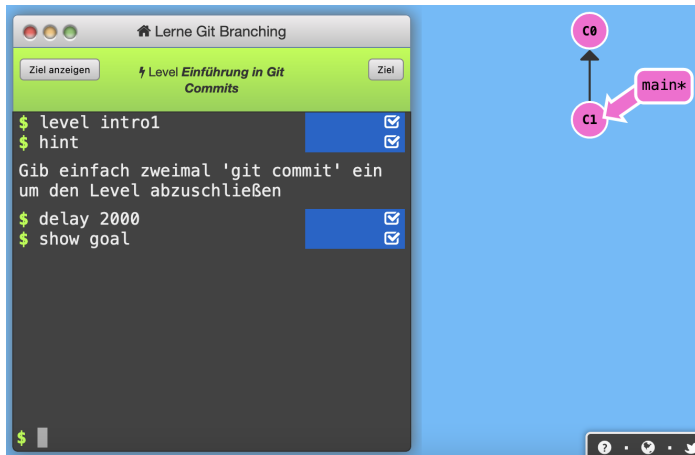 Lerne Git Branching
Ziel anzeigen
Level Einführung in Git
Commits
Ziel
$ level intro1
$ hint
Gib einfach zweimal 'git commit' ein
um den Level abzuschließen
$ delay 2000
$ show goal
$
C0
main*
C1
?